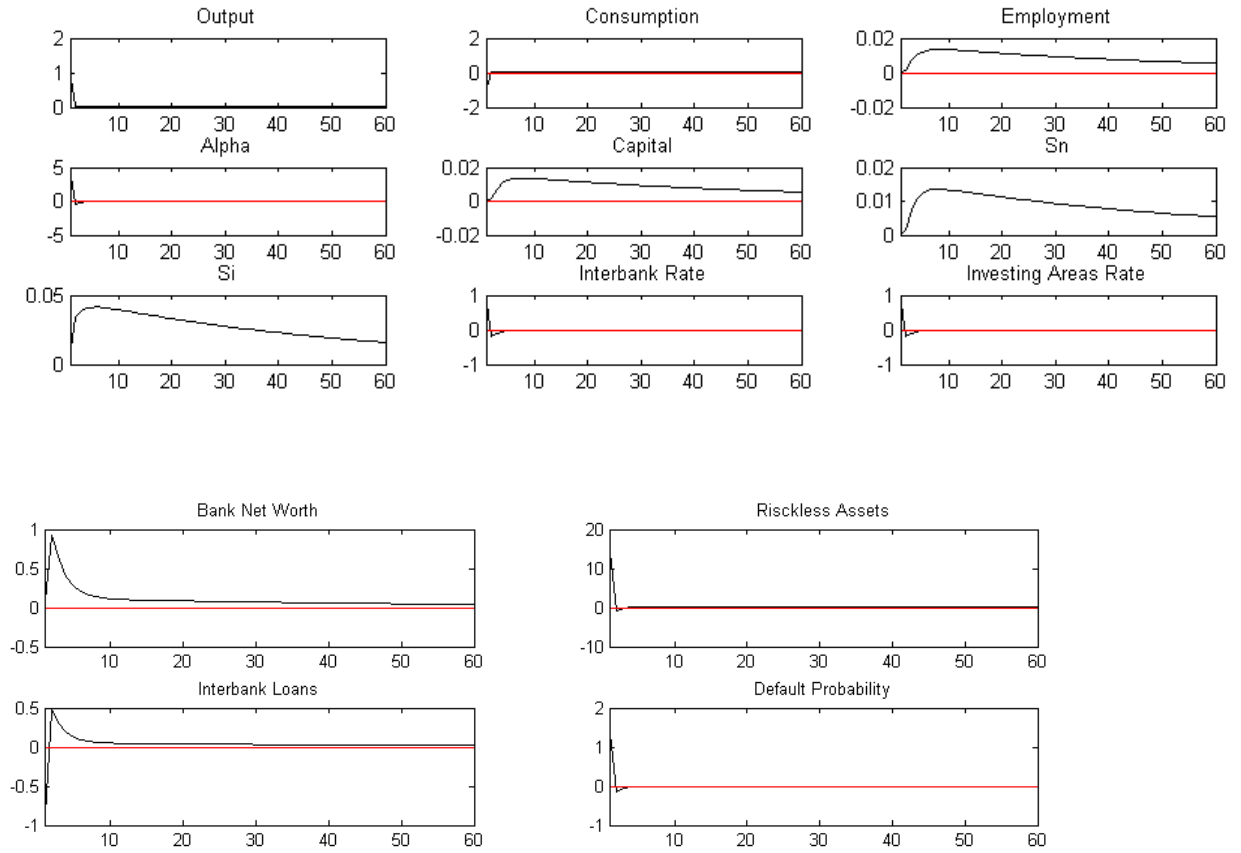 Output Consumption Employment
2 2 0.02
1 0 0
0 -2 -0.02
10 20 30 40 50 60 10 20 30 40 50 60 10 20 30 40 50 60
Alpha Capital Sn
5 0.02 0.02
0 0 0.01
-5 -0.02 0
10 20 30 40 50 60 10 20 30 40 50 60 10 20 30 40 50 60
Si Interbank Rate Investing Areas Rate
0.05 1 1
0 0
0 -1 -1
10 20 30 40 50 60 10 20 30 40 50 60 10 20 30 40 50 60
Bank Net Worth Risckless Assets
1 20
0.5 10
0 0
-0.5 -10
10 20 30 40 50 60 10 20 30 40 50 60
Interbank Loans Default Probability
0.5 2
0 1
-0.5 0
-1 -1
10 20 30 40 50 60 10 20 30 40 50 60